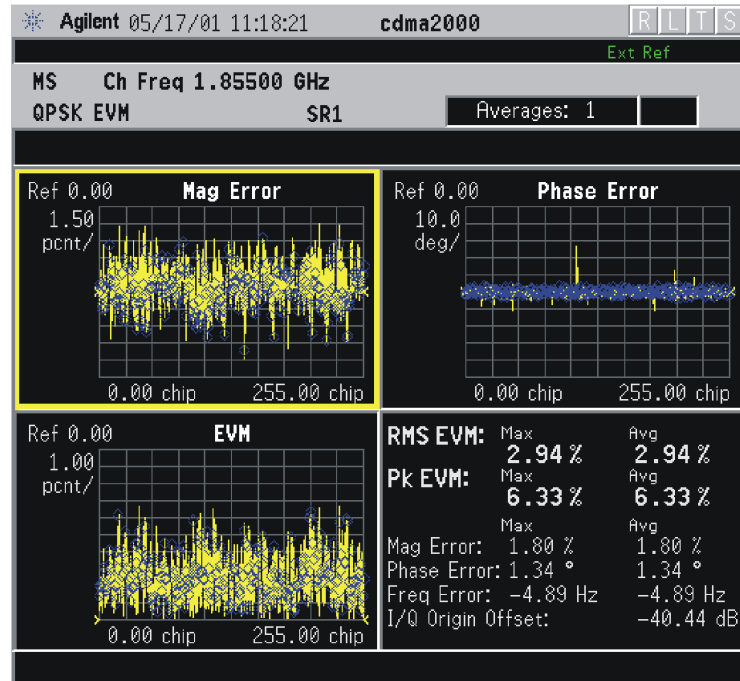 Agilent 05/17/01 11:18:21 cdma2000 R L T S
Ext Ref
MS Ch Freq 1.85500 GHz
QPSK EVM SR1 Averages: 1
Ref 0.00 Mag Error
1.50
pcnt/
0.00 chip 255.00 chip
Ref 0.00 Phase Error
10.0
deg/
0.00 chip 255.00 chip
Ref 0.00 EVM
1.00
pcnt/
0.00 chip 255.00 chip
RMS EVM: Max 2.94 % Avg 2.94 %
Pk EVM: Max 6.33 % Avg 6.33 %
Max Avg
Mag Error: 1.80 % 1.80 %
Phase Error: 1.34 ° 1.34 °
Freq Error: -4.89 Hz -4.89 Hz
I/Q Origin Offset: -40.44 dB